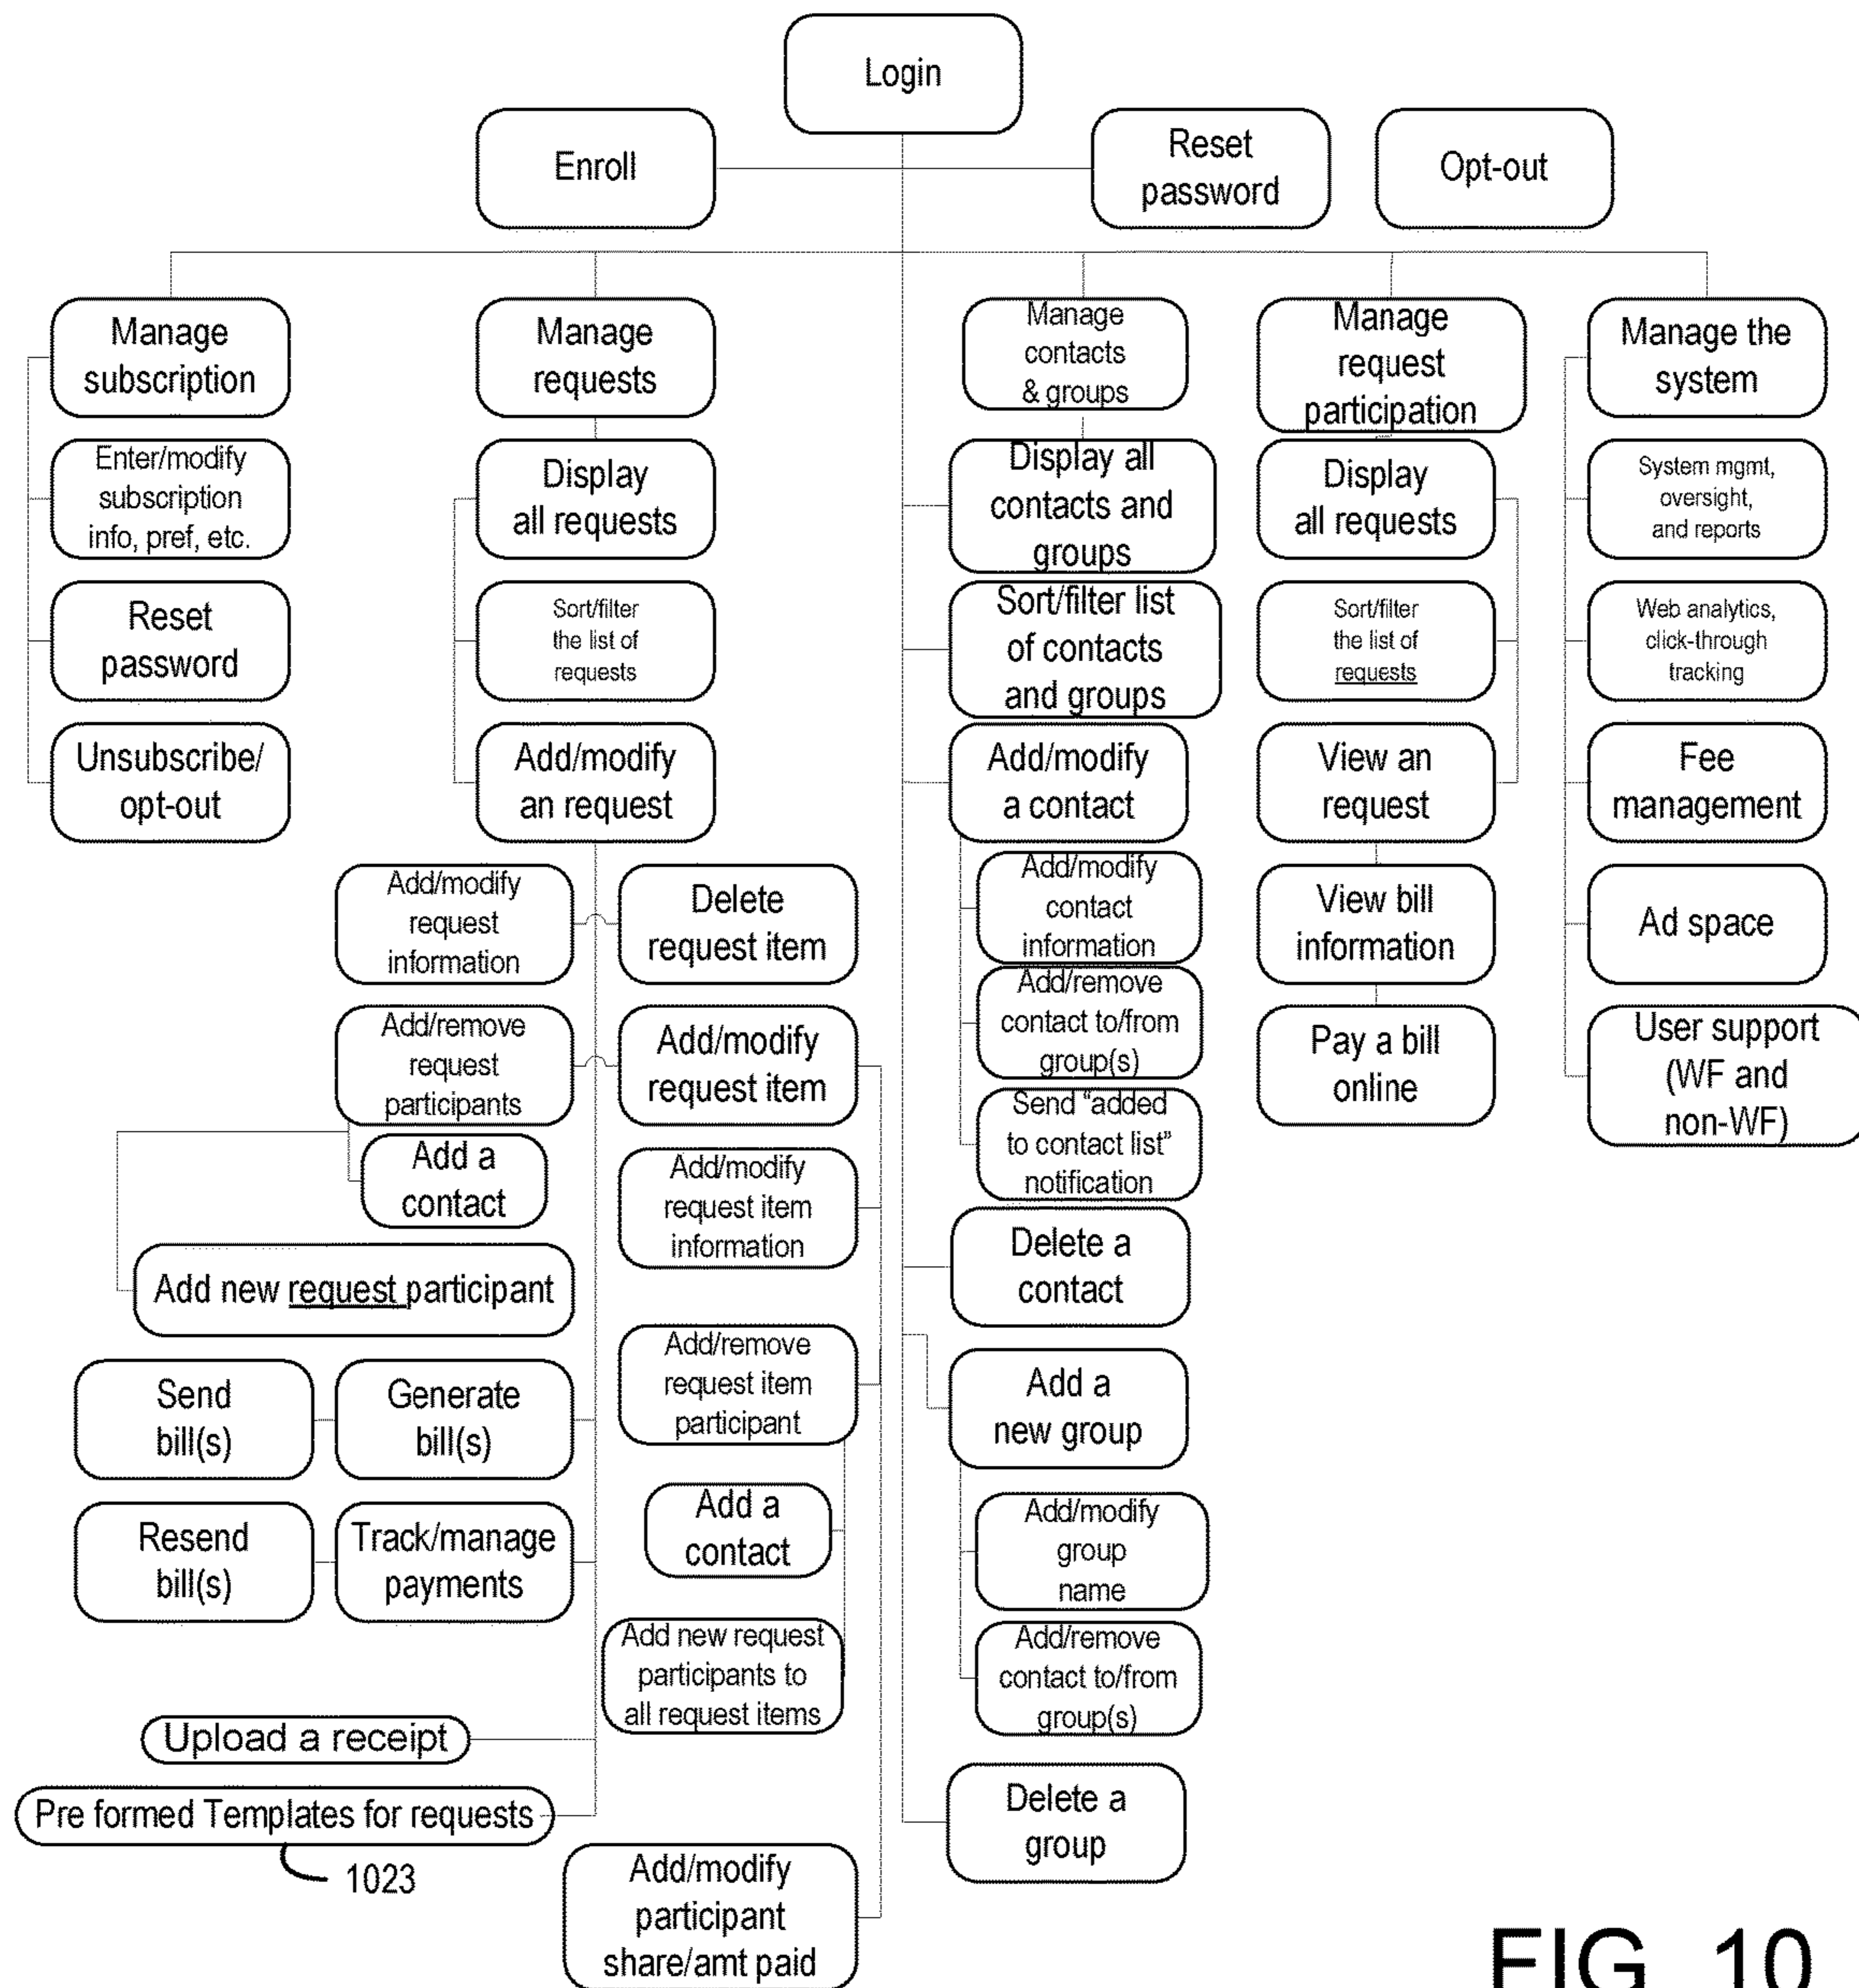 Login
Enroll
Reset
password
Opt-out
Manage
subscription
Enter/modify
subscription
info, pref, etc.
Reset
password
Unsubscribe/
opt-out
Manage
requests
Display
all requests
Sort/filter
the list of
requests
Add/modify
an request
Add/modify
request
information
Delete
request item
Add/remove
request
participants
Add/modify
request item
Add a
contact
Add new request participant
Add/modify
request item
information
Add/remove
request item
participant
Add a
contact
Add new request
participants to
all request items
Add/modify
participant
share/amt paid
Send
bill(s)
Generate
bill(s)
Resend
bill(s)
Track/manage
payments
Upload a receipt
Pre formed Templates for requests
1023
Manage
contacts
& groups
Display all
contacts and
groups
Sort/filter list
of contacts
and groups
Add/modify
a contact
Add/modify
contact
information
Add/remove
contact to/from
group(s)
Send “added
to contact list”
notification
Delete a
contact
Add a
new group
Add/modify
group
name
Add/remove
contact to/from
group(s)
Delete a
group
Manage
request
participation
Display
all requests
Sort/filter
the list of
requests
View an
request
View bill
information
Pay a bill
online
Manage the
system
System mgmt,
oversight,
and reports
Web analytics,
click-through
tracking
Fee
management
Ad space
User support
(WF and
non-WF)
FIG. 10